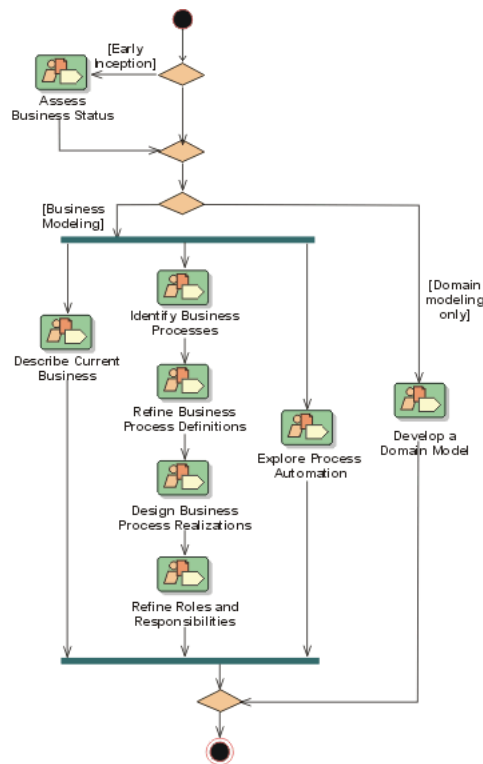 [Early
Inception]
Assess
Business Status
[Business
Modeling]
[Domain
modeling
only]
Identify Business
Processes
Describe Current
Business
Refine Business
Process Definitions
Explore Process
Automation
Develop a
Domain Model
Design Business
Process Realizations
Refine Roles and
Responsibilities